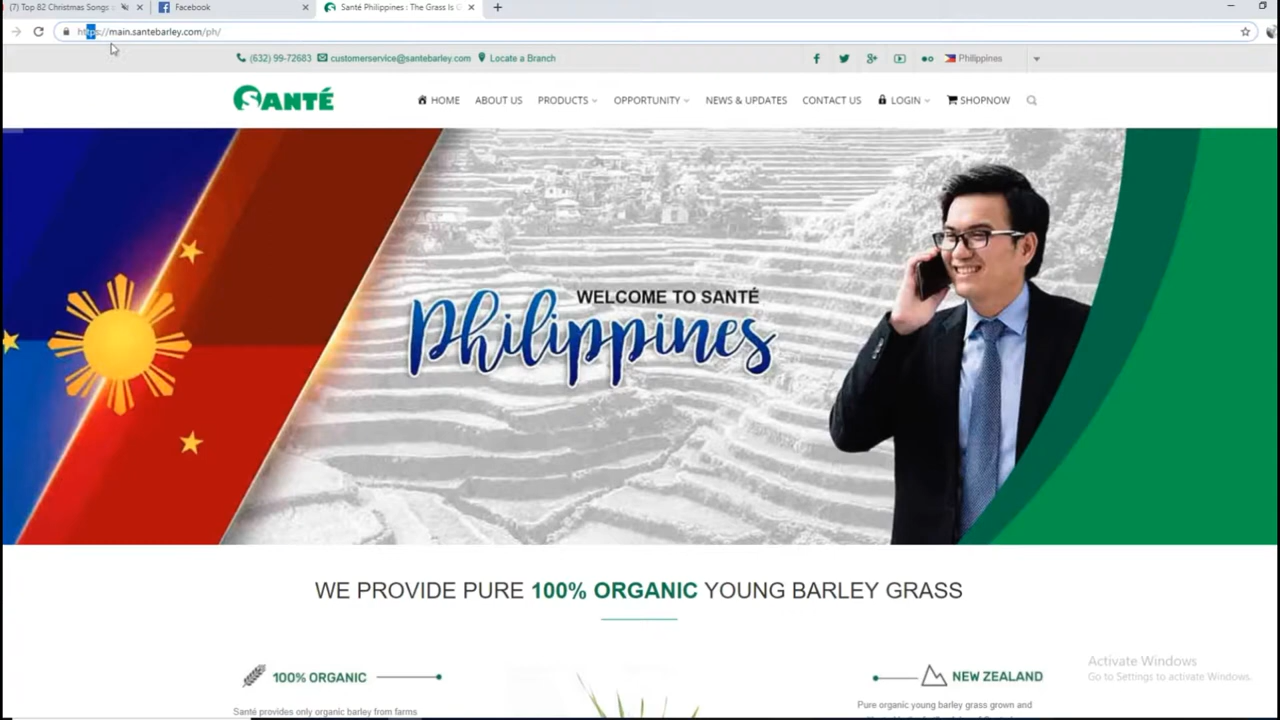 (7) Top 82 Christmas Songs
Facebook
Santé Philippines : The Grass Is G
https://main.santebarley.com/ph/
(632) 99-72683 customerservice@santebarley.com Locate a Branch
Philippines
SANTÉ
HOME ABOUT US PRODUCTS OPPORTUNITY NEWS & UPDATES CONTACT US LOGIN SHOPNOW
WELCOME TO SANTÉ
Philippines
WE PROVIDE PURE 100% ORGANIC YOUNG BARLEY GRASS
100% ORGANIC
NEW ZEALAND
Santé provides only organic barley from farms
Pure organic young barley grass grown and
Activate Windows
Go to Settings to activate Windows.